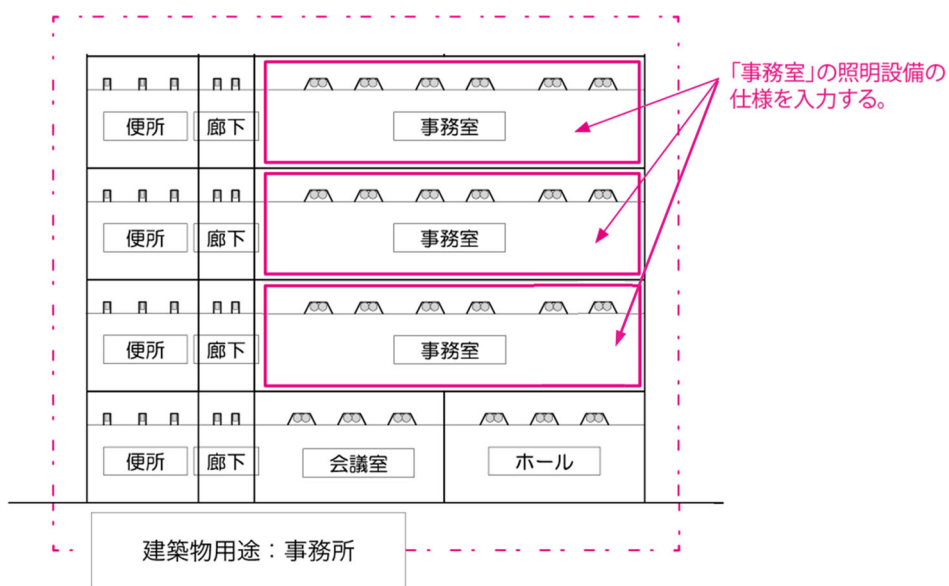 「事務室」の照明設備の
仕様を入力する。
便所 廊下 事務室
便所 廊下 事務室
便所 廊下 事務室
便所 廊下 会議室 ホール
建築物用途：事務所